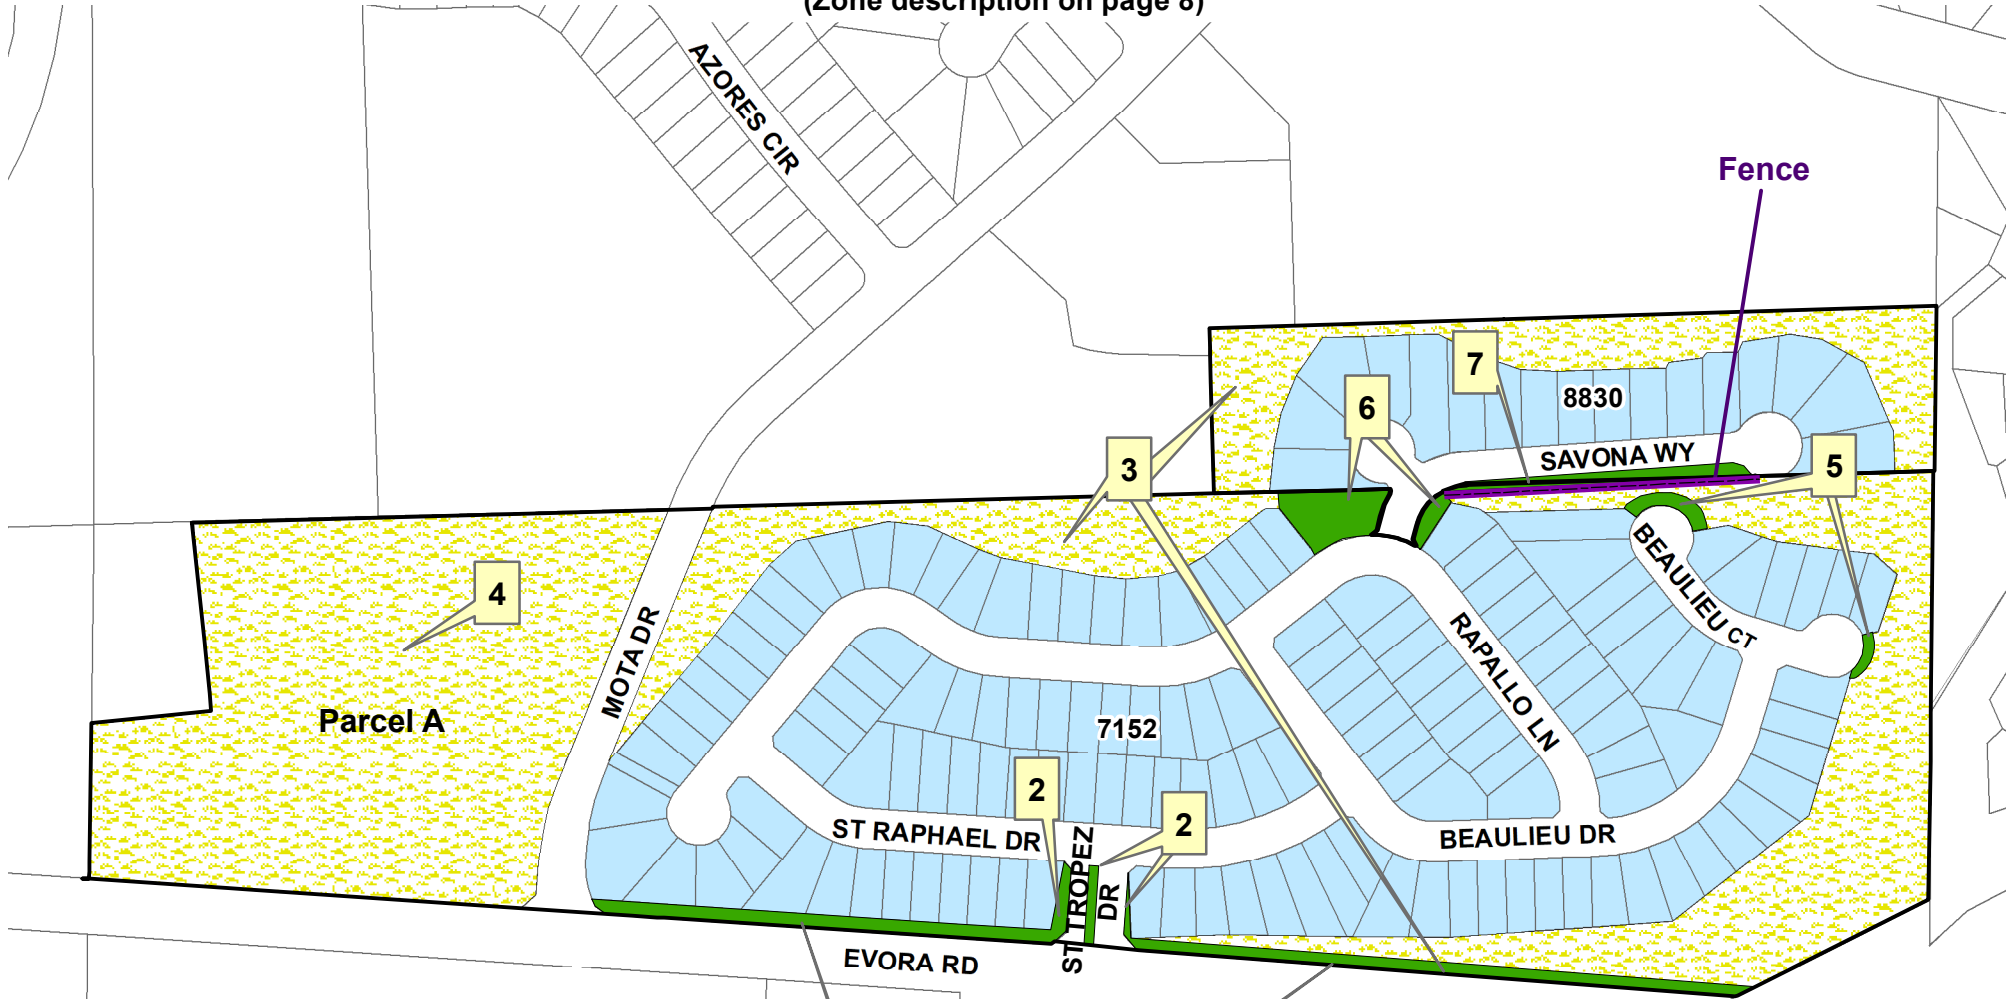 (Zone description on page 8)
AZORES CIR
Fence
7
8830
6
SAVONA WY
3
5
BEAULIEU CT
4
MOTA DR
RAPALLO LN
Parcel A
7152
2
2
ST RAPHAEL DR
BEAULIEU DR
ST TROPEZ
DR
EVORA RD